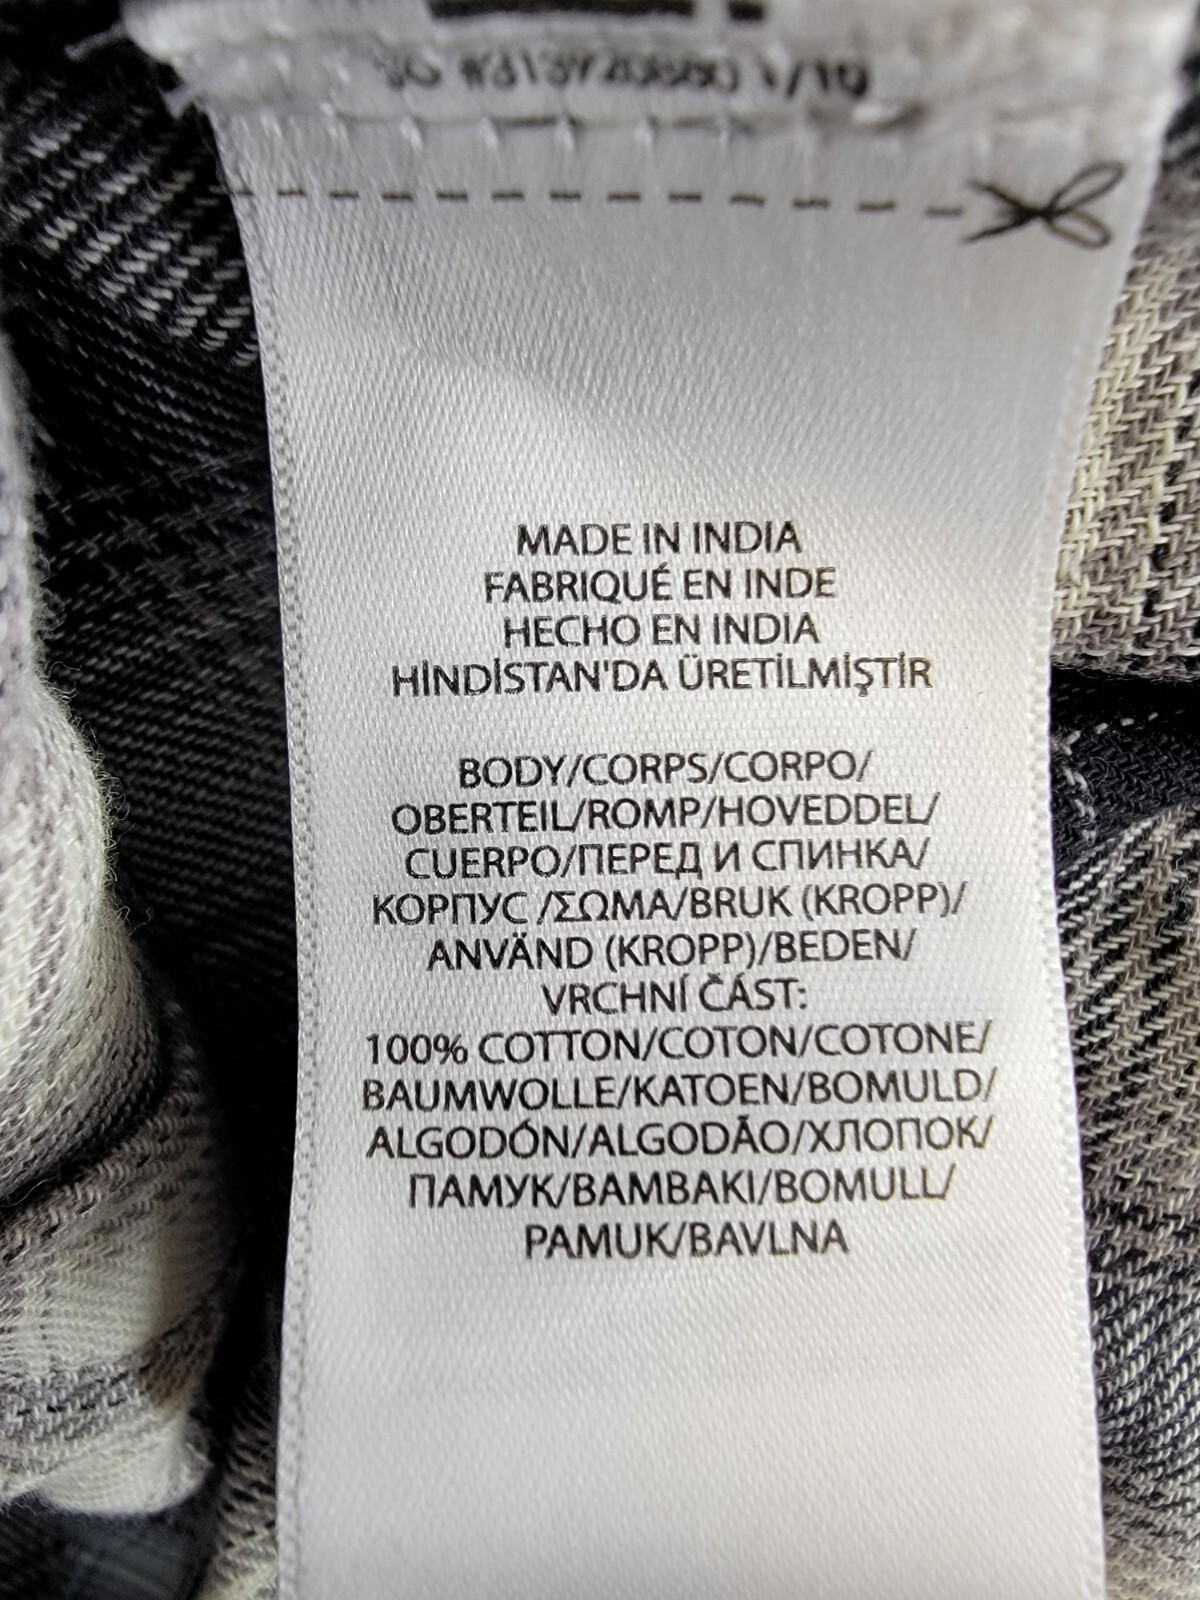 1/10
MADE IN INDIA
FABRIQUÉ EN INDE
HECHO EN INDIA
HİNDİSTAN'DA ÜRETİLMİŞTİR
BODY/CORPS/CORPO/
OBERTEIL/ROMP/HOVEDDEL/
CUERPO/ПЕРЕД И СПИНКА/
КОРПУС /ΣΩΜΑ/BRUK (KROPP)/
ANVÄND (KROPP)/BEDEN/
VRCHNÍ ČÁST:
100% COTTON/COTON/COTONE/
BAUMWOLLE/KATOEN/BOMULD/
ALGODÓN/ALGODÃO/ХЛОПОК/
ПАМУК/BAMBAKI/BOMULL/
PAMUK/BAVLNA